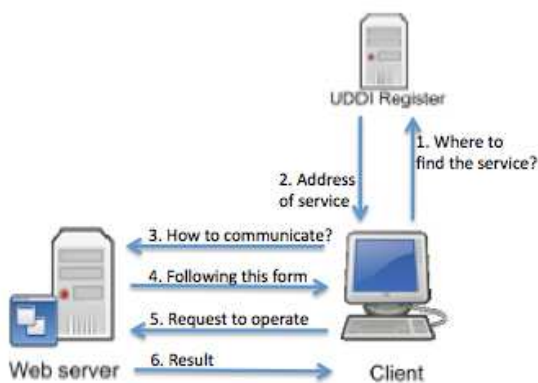 UDDI Register
1. Where to
find the service?
2. Address
of service
3. How to communicate?
4. Following this form
5. Request to operate
6. Result
Web server
Client